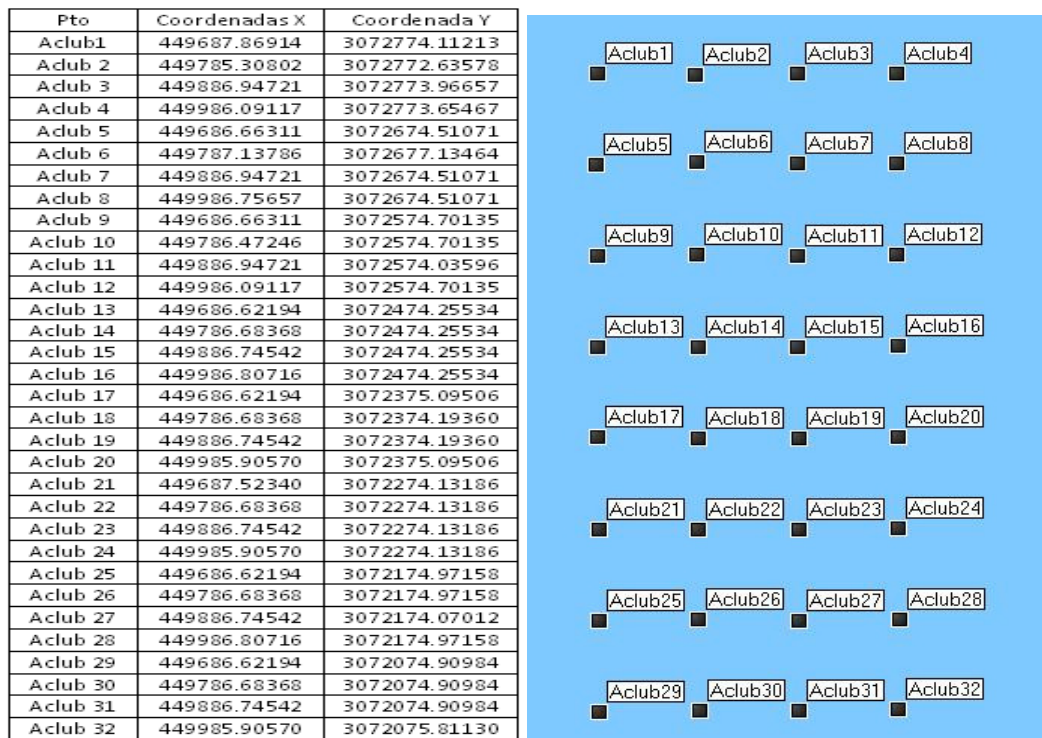 Pto Coordenadas X Coordenada Y
Aclub1 449687.86914 3072774.11213
Aclub 2 449785.30802 3072772.63578
Aclub 3 449886.94721 3072773.96657
Aclub 4 449986.09117 3072773.65467
Aclub 5 449686.66311 3072674.51071
Aclub 6 449787.13786 3072677.13464
Aclub 7 449886.94721 3072674.51071
Aclub 8 449986.75657 3072674.51071
Aclub 9 449686.66311 3072574.70135
Aclub 10 449786.47246 3072574.70135
Aclub 11 449886.94721 3072574.03596
Aclub 12 449986.09117 3072574.70135
Aclub 13 449686.62194 3072474.25534
Aclub 14 449786.68368 3072474.25534
Aclub 15 449886.74542 3072474.25534
Aclub 16 449986.80716 3072474.25534
Aclub 17 449686.62194 3072375.09506
Aclub 18 449786.68368 3072374.19360
Aclub 19 449886.74542 3072374.19360
Aclub 20 449985.90570 3072375.09506
Aclub 21 449687.52340 3072274.13186
Aclub 22 449786.68368 3072274.13186
Aclub 23 449886.74542 3072274.13186
Aclub 24 449985.90570 3072274.13186
Aclub 25 449686.62194 3072174.97158
Aclub 26 449786.68368 3072174.97158
Aclub 27 449886.74542 3072174.07012
Aclub 28 449986.80716 3072174.97158
Aclub 29 449686.62194 3072074.90984
Aclub 30 449786.68368 3072074.90984
Aclub 31 449886.74542 3072074.90984
Aclub 32 449985.90570 3072075.81130
Aclub1 Aclub2 Aclub3 Aclub4
Aclub5 Aclub6 Aclub7 Aclub8
Aclub9 Aclub10 Aclub11 Aclub12
Aclub13 Aclub14 Aclub15 Aclub16
Aclub17 Aclub18 Aclub19 Aclub20
Aclub21 Aclub22 Aclub23 Aclub24
Aclub25 Aclub26 Aclub27 Aclub28
Aclub29 Aclub30 Aclub31 Aclub32